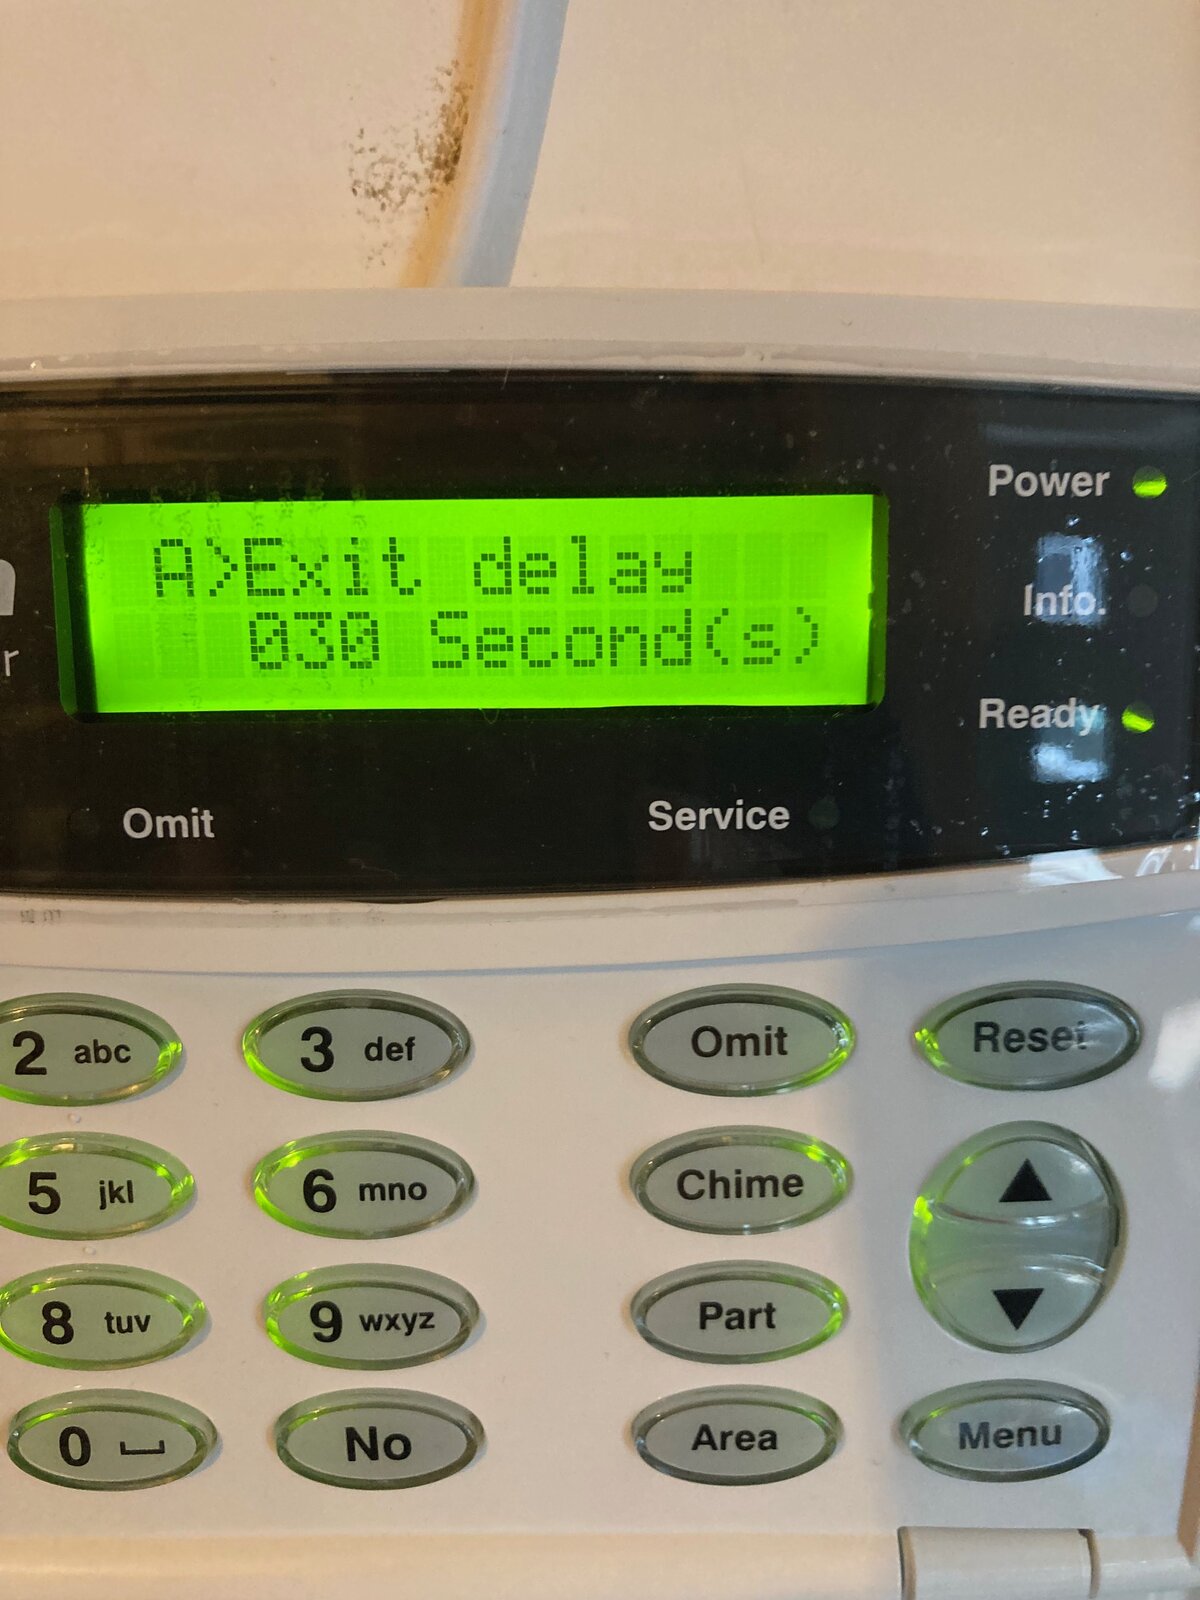 A>Exit delay
030 Second(s)
Power
Info.
Ready
Omit
Service
2 abc
3 def
Omit
Reset
5 jkl
6 mno
Chime
8 tuv
9 wxyz
Part
0
No
Area
Menu